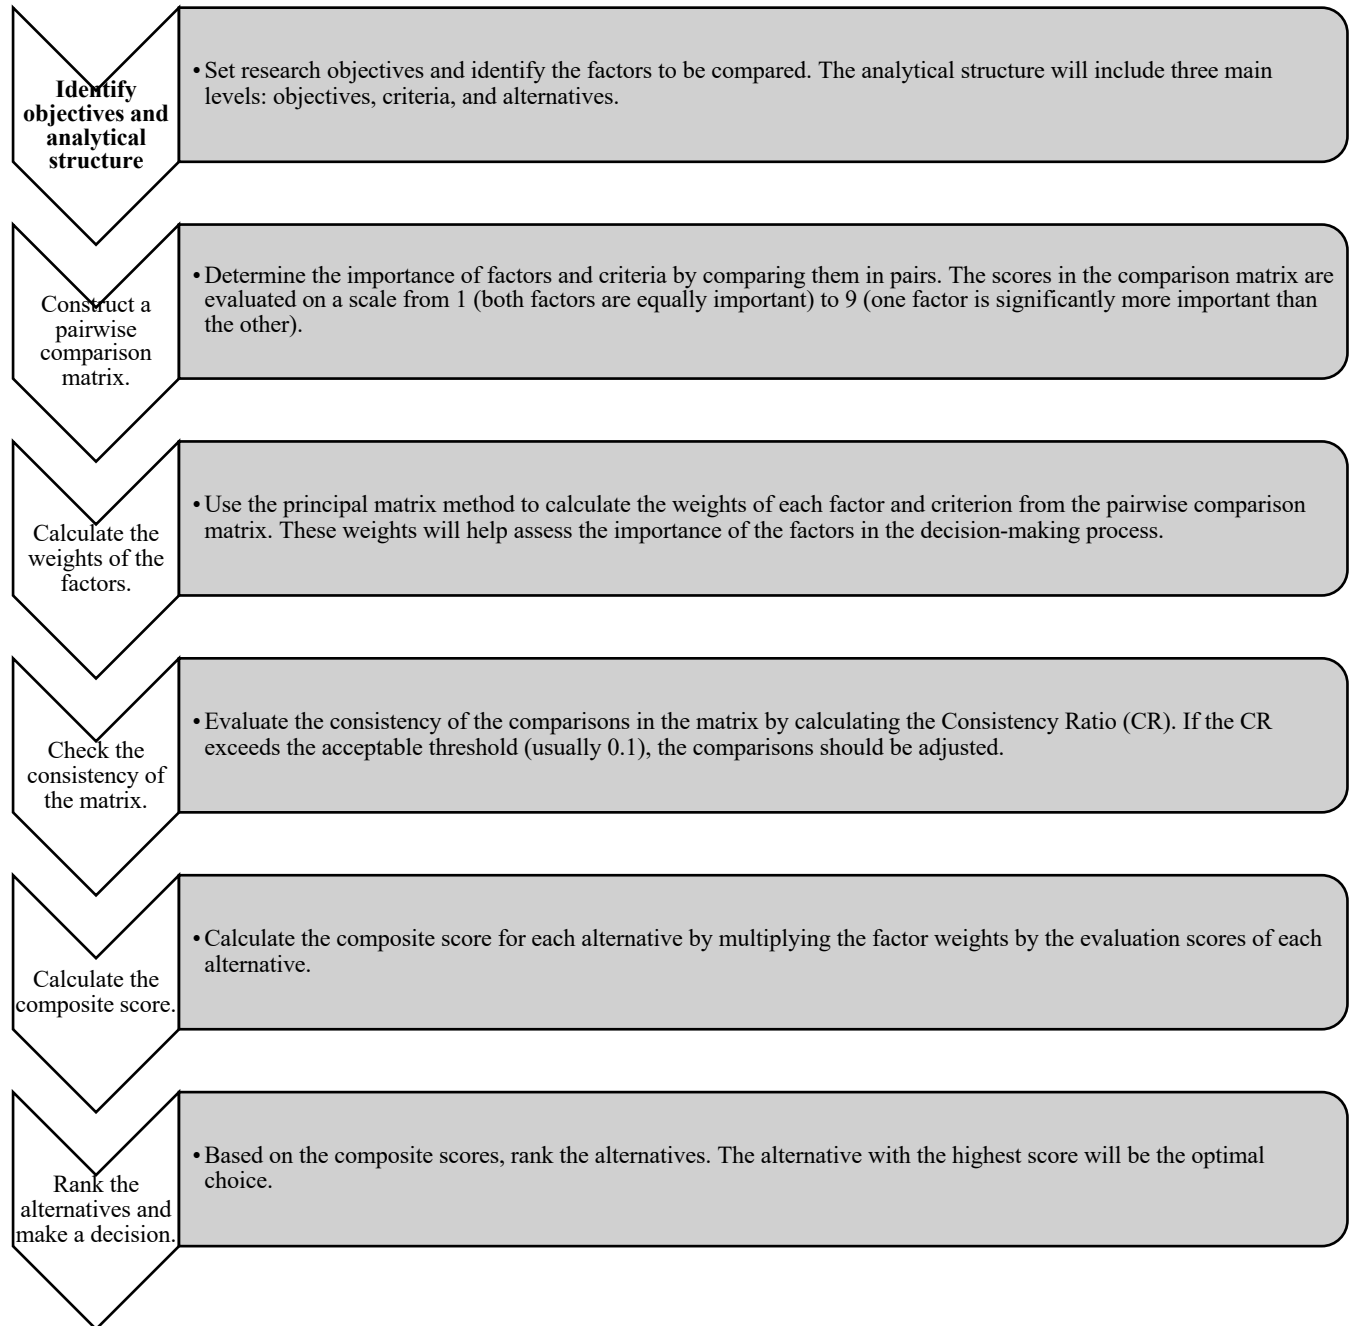 Identify
objectives and
analytical
structure
•Set research objectives and identify the factors to be compared. The analytical structure will include three main
levels: objectives, criteria, and alternatives.
Construct a
pairwise
comparison
matrix.
•Determine the importance of factors and criteria by comparing them in pairs. The scores in the comparison matrix are
evaluated on a scale from 1 (both factors are equally important) to 9 (one factor is significantly more important than
the other).
Calculate the
weights of the
factors.
•Use the principal matrix method to calculate the weights of each factor and criterion from the pairwise comparison
matrix. These weights will help assess the importance of the factors in the decision-making process.
Check the
consistency of
the matrix.
•Evaluate the consistency of the comparisons in the matrix by calculating the Consistency Ratio (CR). If the CR
exceeds the acceptable threshold (usually 0.1), the comparisons should be adjusted.
Calculate the
composite score.
•Calculate the composite score for each alternative by multiplying the factor weights by the evaluation scores of each
alternative.
Rank the
alternatives and
make a decision.
•Based on the composite scores, rank the alternatives. The alternative with the highest score will be the optimal
choice.